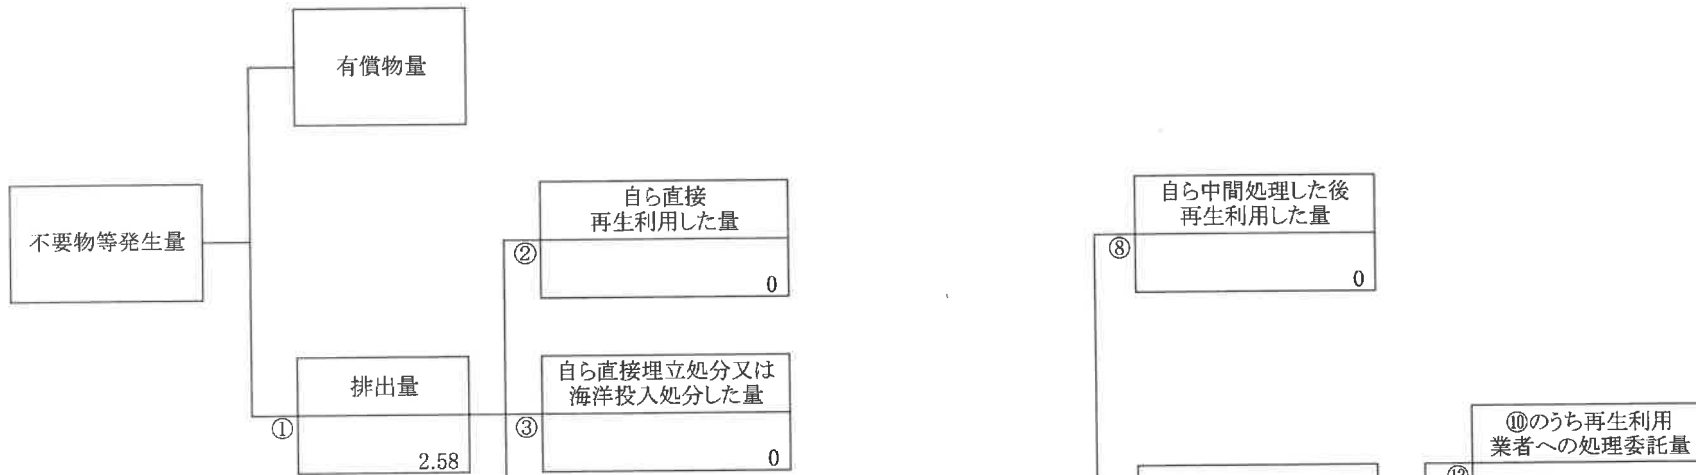 有償物量
不要物等発生量
自ら直接
再生利用した量
②
0
自ら中間処理した後
再生利用した量
⑧
0
排出量
①
2.58
自ら直接埋立処分又は
海洋投入処分した量
③
0
⑩のうち再生利用
業者への処理委託量
⑫